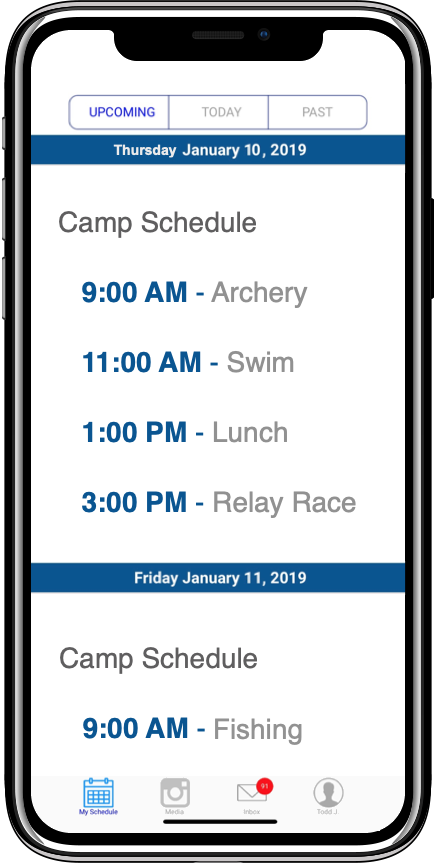 UPCOMING TODAY PAST
Thursday January 10, 2019
Camp Schedule
9:00 AM - Archery
11:00 AM - Swim
1:00 PM - Lunch
3:00 PM - Relay Race
Friday January 11, 2019
Camp Schedule
9:00 AM - Fishing
91
My Schedule Media Inbox Todd J.